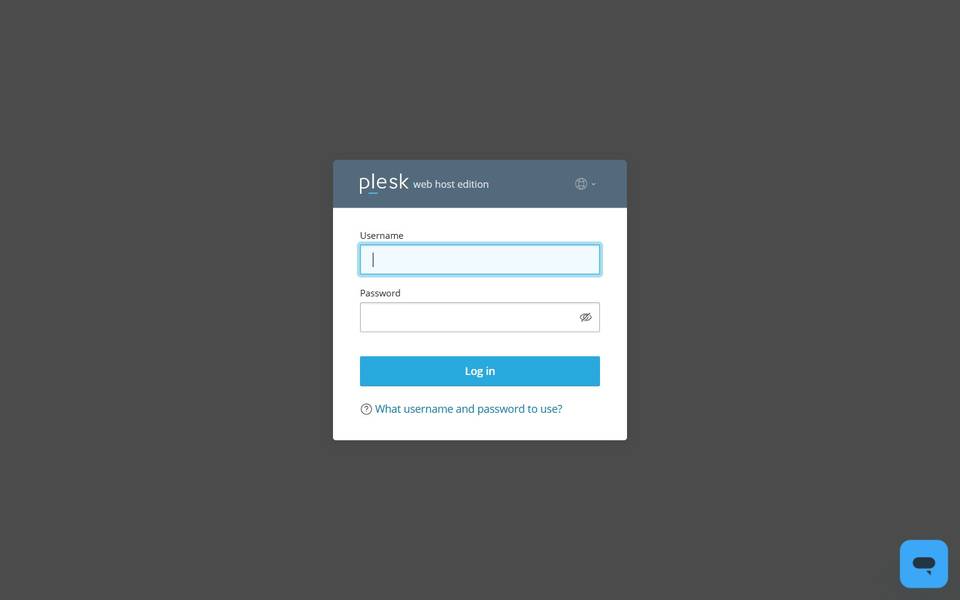 plesk web host edition
Username
Password
Log in
What username and password to use?